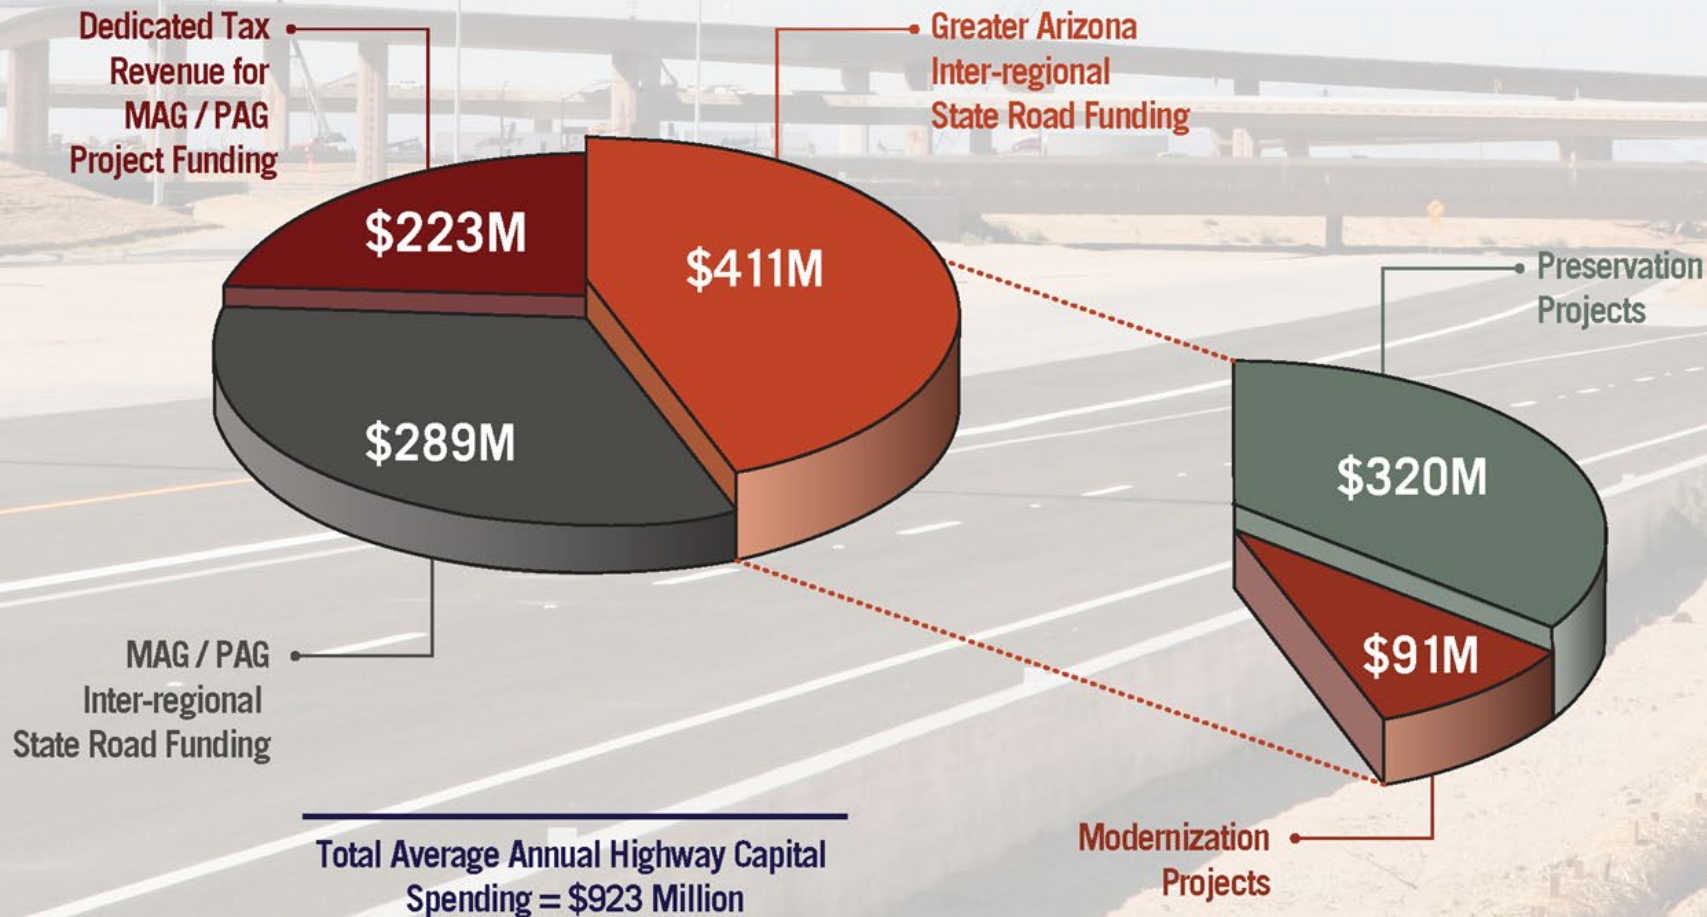 Dedicated Tax
Revenue for
MAG / PAG
Project Funding
Greater Arizona
Inter-regional
State Road Funding
$223M
$411M
$289M
Preservation
Projects
$320M
$91M
MAG / PAG
Inter-regional
State Road Funding
Modernization
Projects
Total Average Annual Highway Capital
Spending = $923 Million